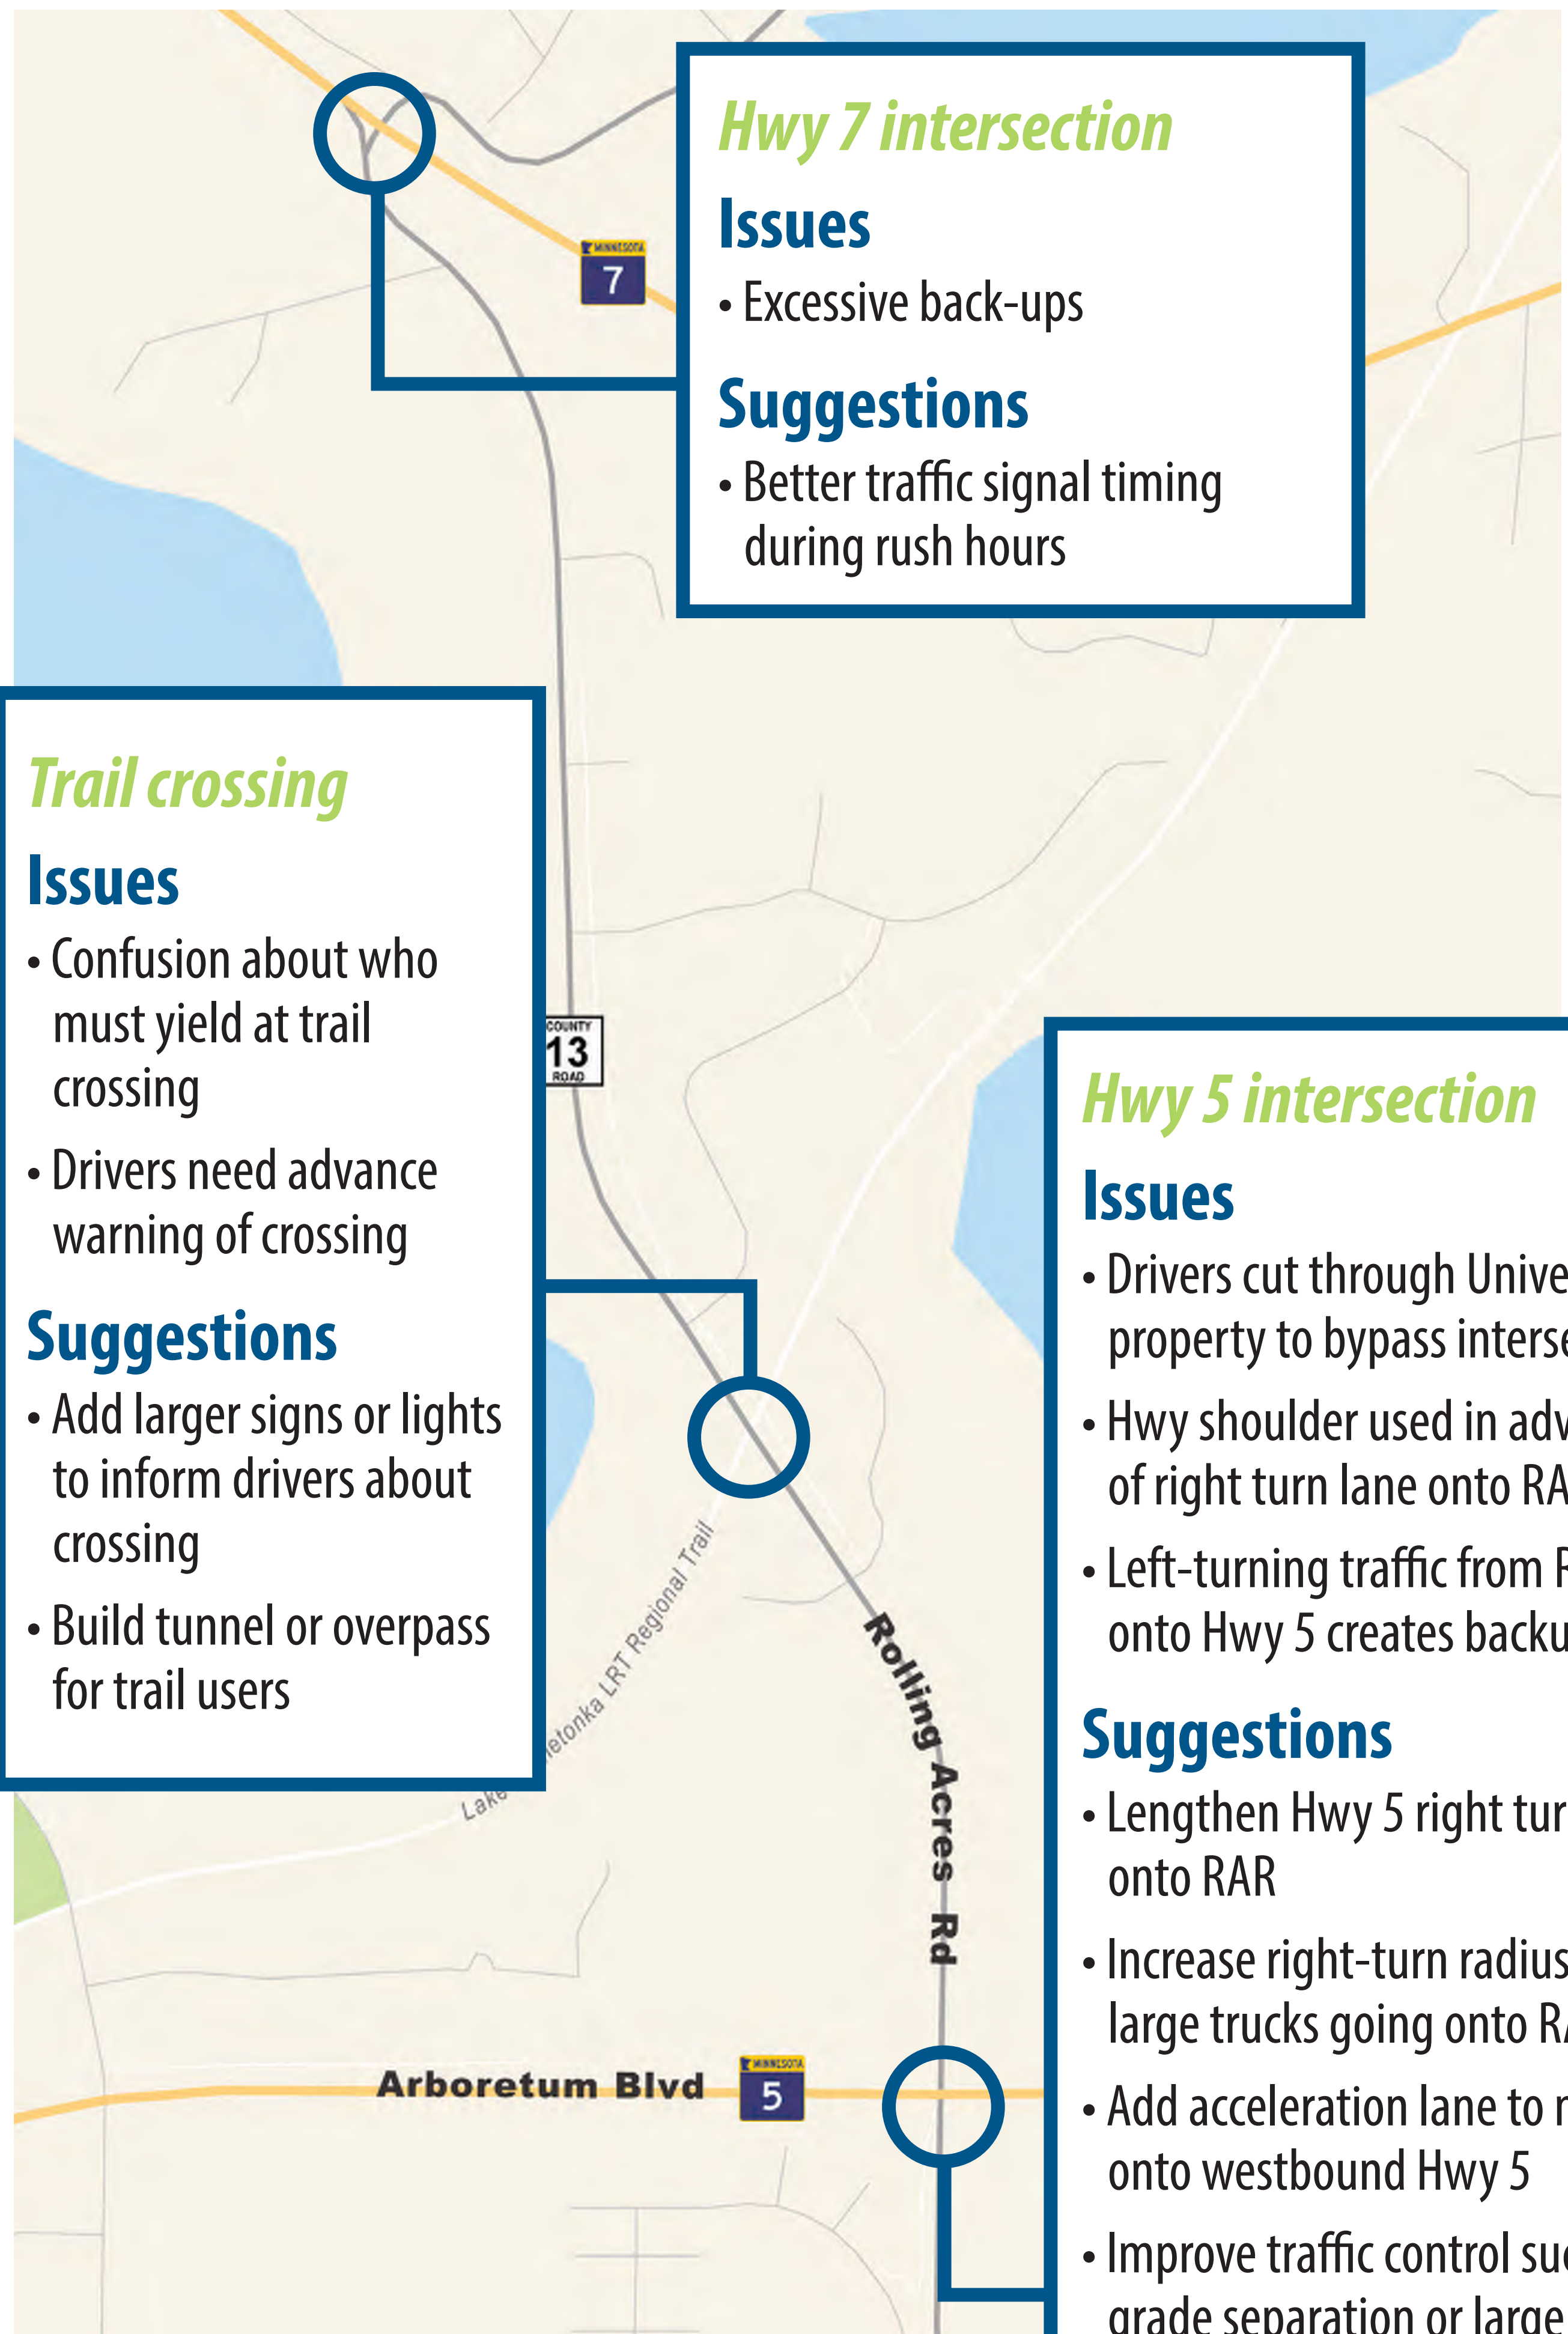 Hwy 7 intersection
Issues
• Excessive back-ups
Suggestions
• Better traffic signal timing
during rush hours
MINNESOTA
7
Trail crossing
Issues
• Confusion about who
must yield at trail
crossing
• Drivers need advance
warning of crossing
Suggestions
• Add larger signs or lights
to inform drivers about
crossing
• Build tunnel or overpass
for trail users
COUNTY
13
ROAD
Hwy 5 intersection
Issues
• Drivers cut through
property to bypass
• Hwy shoulder used in
of right turn lane onto
• Left-turning traffic from
onto Hwy 5 creates
Suggestions
• Lengthen Hwy 5 right
onto RAR
• Increase right-turn radius
large trucks going onto
• Add acceleration lane to
onto westbound Hwy 5
• Improve traffic control
grade separation or large
Lake
LRT Regional Trail
Rolling Acres Rd
Arboretum Blvd
MINNESOTA
5